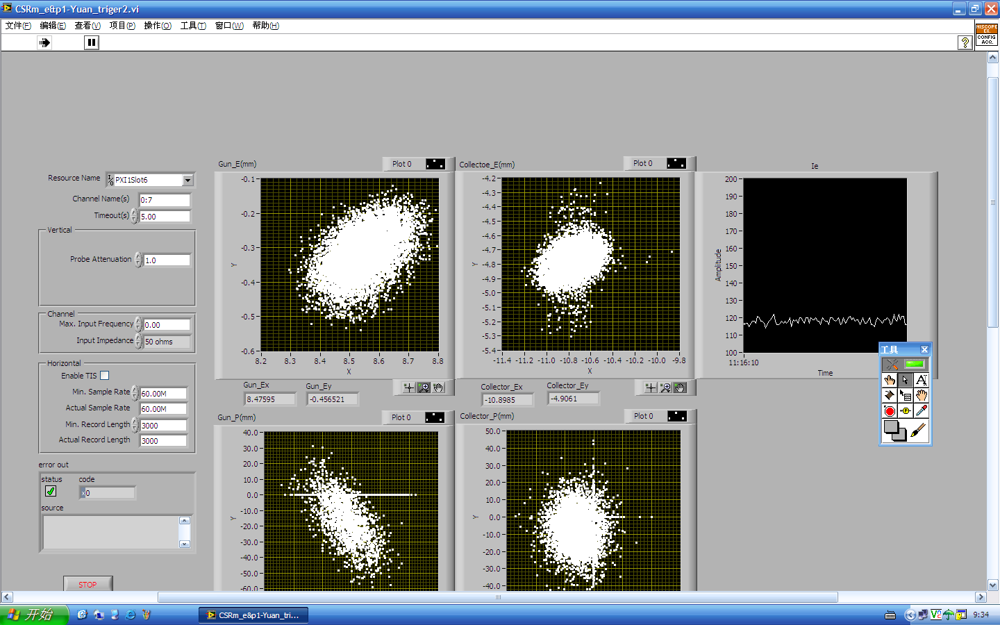 CSRm_e&p1-Yuan_triger2.vi
文件(F) 编辑(E) 查看(V) 项目(P) 操作(O) 工具(T) 窗口(W) 帮助(H)
NISCOPE
EX.
CONFIG
ACQ.
?
Resource Name PXI1Slot6
Channel Name(s) 0:7
Timeout(s) 5.00
Vertical
Probe Attenuation 1.0
Channel
Max. Input Frequency 0.00
Input Impedance 50 ohms
Horizontal
Enable TIS
Min. Sample Rate 60.00M
Actual Sample Rate 60.00M
Min. Record Length 3000
Actual Record Length 3000
error out
status code
0
source
STOP
Gun_E(mm) Plot 0
-0.1
-0.2
-0.3
-0.4
-0.5
-0.6
Y
8.2 8.3 8.4 8.5 8.6 8.7 8.8
X
Gun_Ex Gun_Ey
8.47595 -0.456521
Collectoe_E(mm) Plot 0
-4.2
-4.3
-4.4
-4.5
-4.6
-4.7
-4.8
-4.9
-5.0
-5.1
-5.2
-5.3
-5.4
Y
-11.4 -11.2 -11.0 -10.8 -10.6 -10.4 -10.2 -10.0 -9.8
X
Collector_Ex Collector_Ey
-10.8985 -4.9061
Ie
200
190
180
170
160
150
140
130
120
110
100
Amplitude
11:16:10
Time
工具
Gun_P(mm) Plot 0
40.0
30.0
20.0
10.0
0.0
-10.0
-20.0
-30.0
-40.0
-50.0
-60.0
Y
Collector_P(mm) Plot 0
50.0
40.0
30.0
20.0
10.0
0.0
-10.0
-20.0
-30.0
-40.0
Y
开始 CSRm_e&p1-Yuan_tri... 9:34